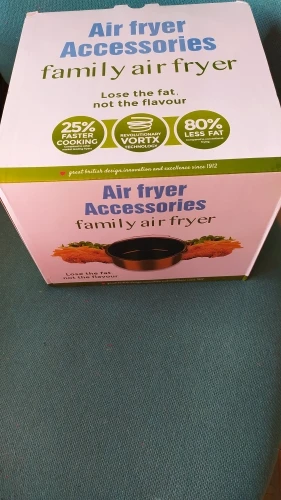 Air fryer
Accessories
family air fryer
Lose the fat,
not the flavour
25%
FASTER
COOKING
REVOLUTIONARY
VORTX
TECHNOLOGY
80%
LESS FAT
great british design, innovation and excellence since 1912
Air fryer
Accessories
family air fryer
Lose the fat,
not the flavour